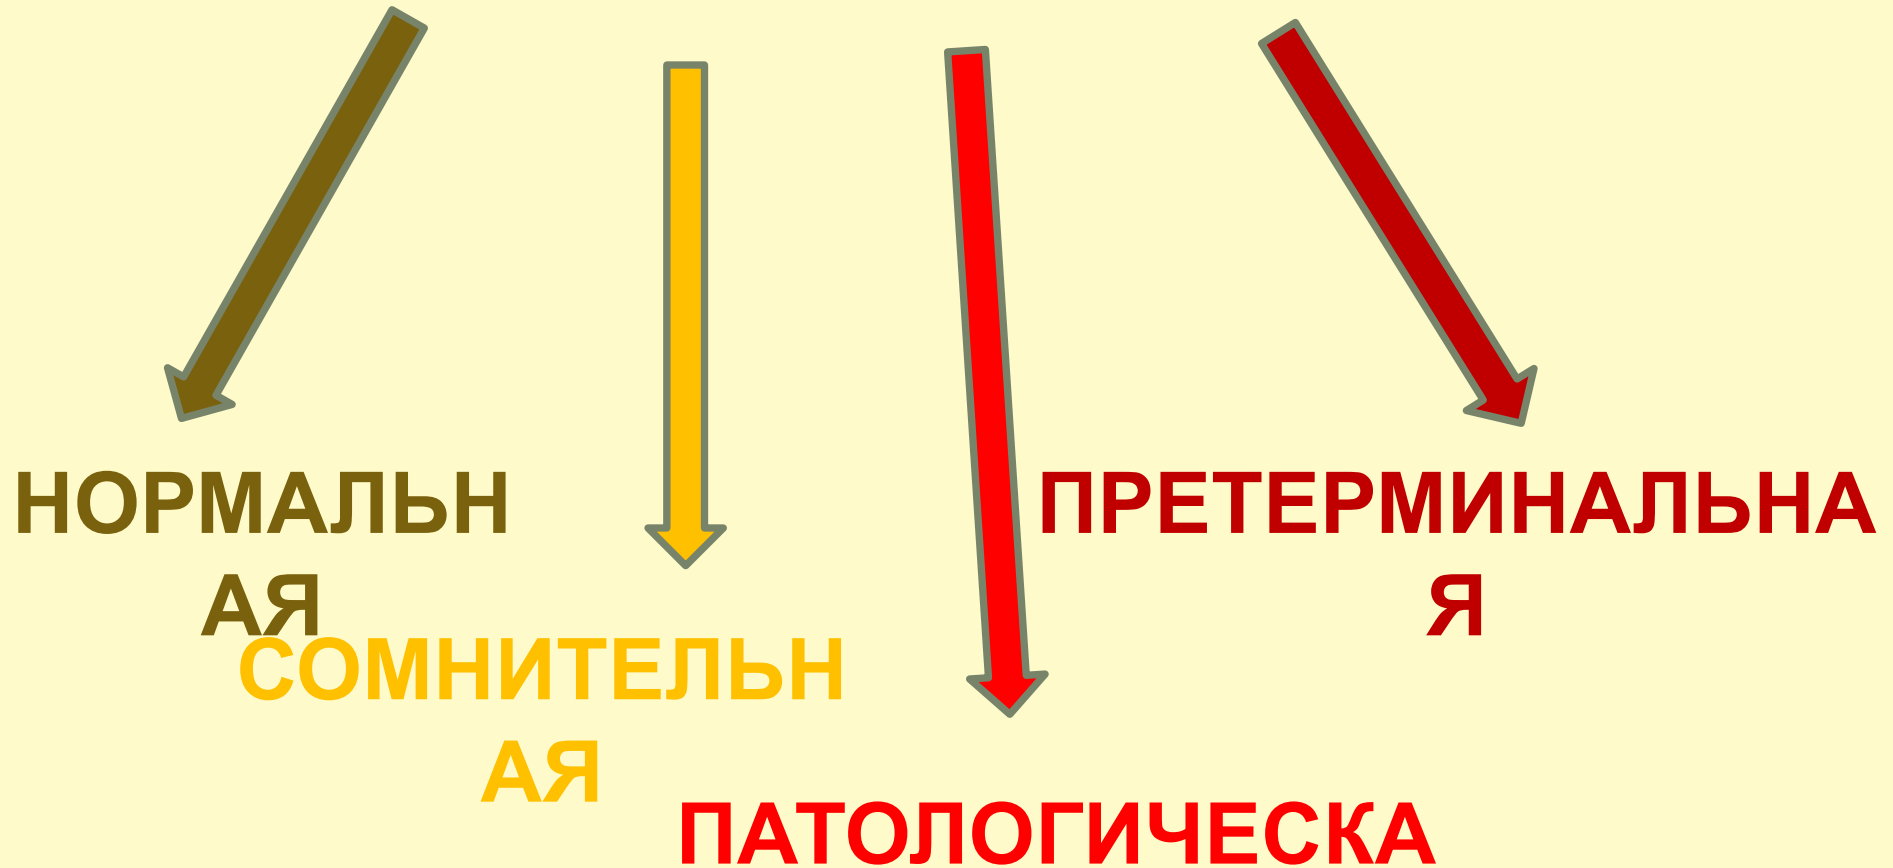 НОРМАЛЬН
АЯ
СОМНИТЕЛЬН
АЯ
ПАТОЛОГИЧЕСКА
ПРЕТЕРМИНАЛЬНА
Я